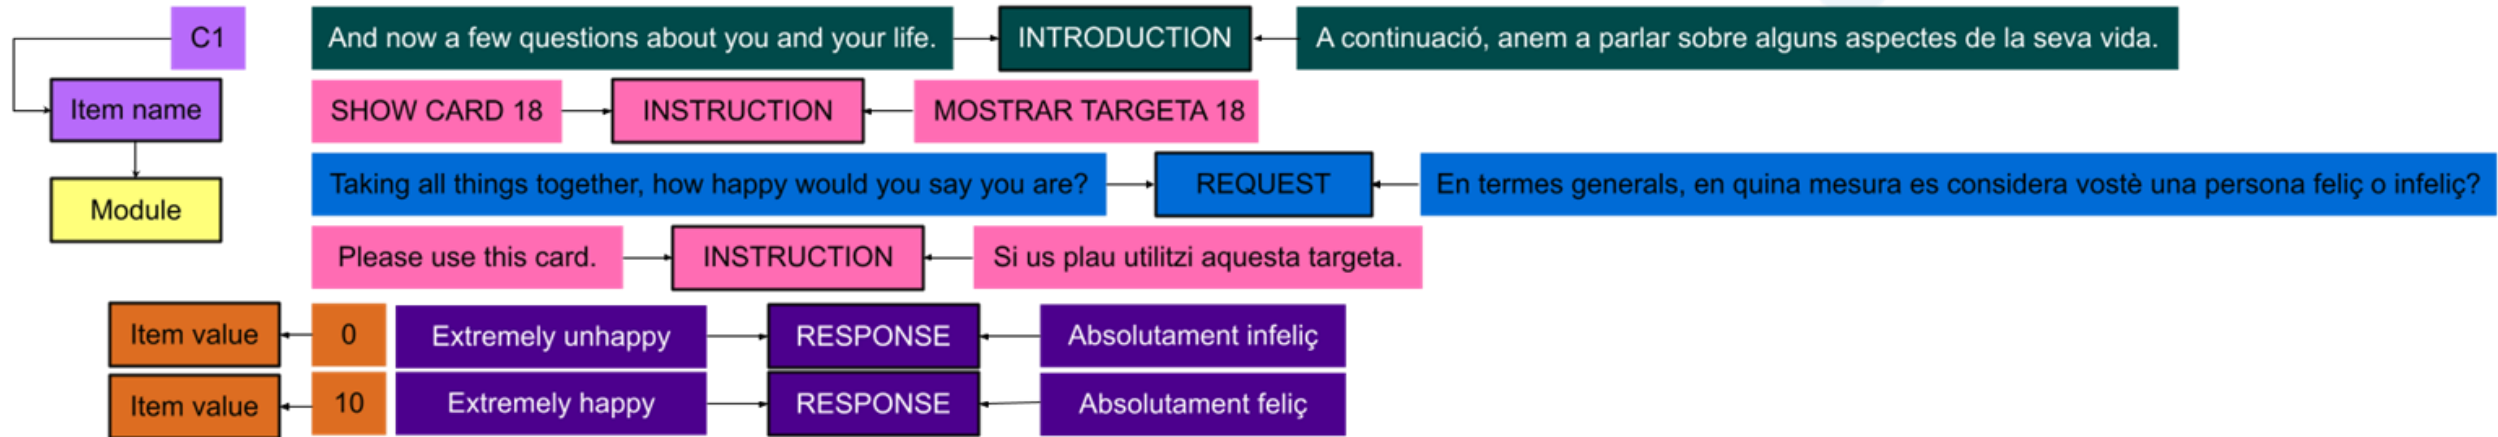 C1
And now a few questions about you and your life.
INTRODUCTION
A continuació, anem a parlar sobre alguns aspectes de la seva vida.
Item name
SHOW CARD 18
INSTRUCTION
MOSTRAR TARGETA 18
Module
Taking all things together, how happy would you say you are?
REQUEST
En termes generals, en quina mesura es considera vostè una persona feliç o infeliç?
Please use this card.
INSTRUCTION
Si us plau utilitzi aquesta targeta.
Item value
0
Extremely unhappy
RESPONSE
Absolutament infeliç
Item value
10
Extremely happy
RESPONSE
Absolutament feliç